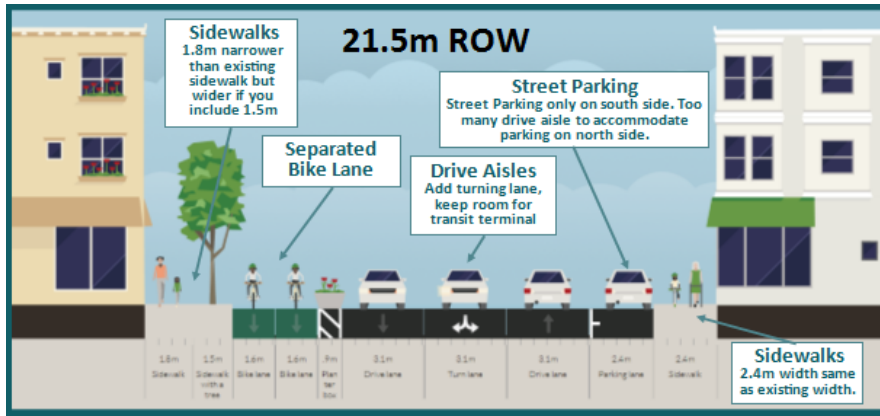 21.5m ROW
Sidewalks
1.8m narrower
than existing
sidewalk but
wider if you
include 1.5m
Separated
Bike Lane
Drive Aisles
Add turning lane,
keep room for
transit terminal
Street Parking
Street Parking only on south side. Too
many drive aisle to accommodate
parking on north side.
1.8m
Sidewalk
1.5m
Sidewalk
with a
tree
1.6m
Bike lane
1.6m
Bike lane
.9m
Plan
ter
box
3.1m
Drive lane
3.1m
Turn lane
3.1m
Drive lane
2.4m
Parking lane
2.4m
Sidewalk
Sidewalks
2.4m width same
as existing width.